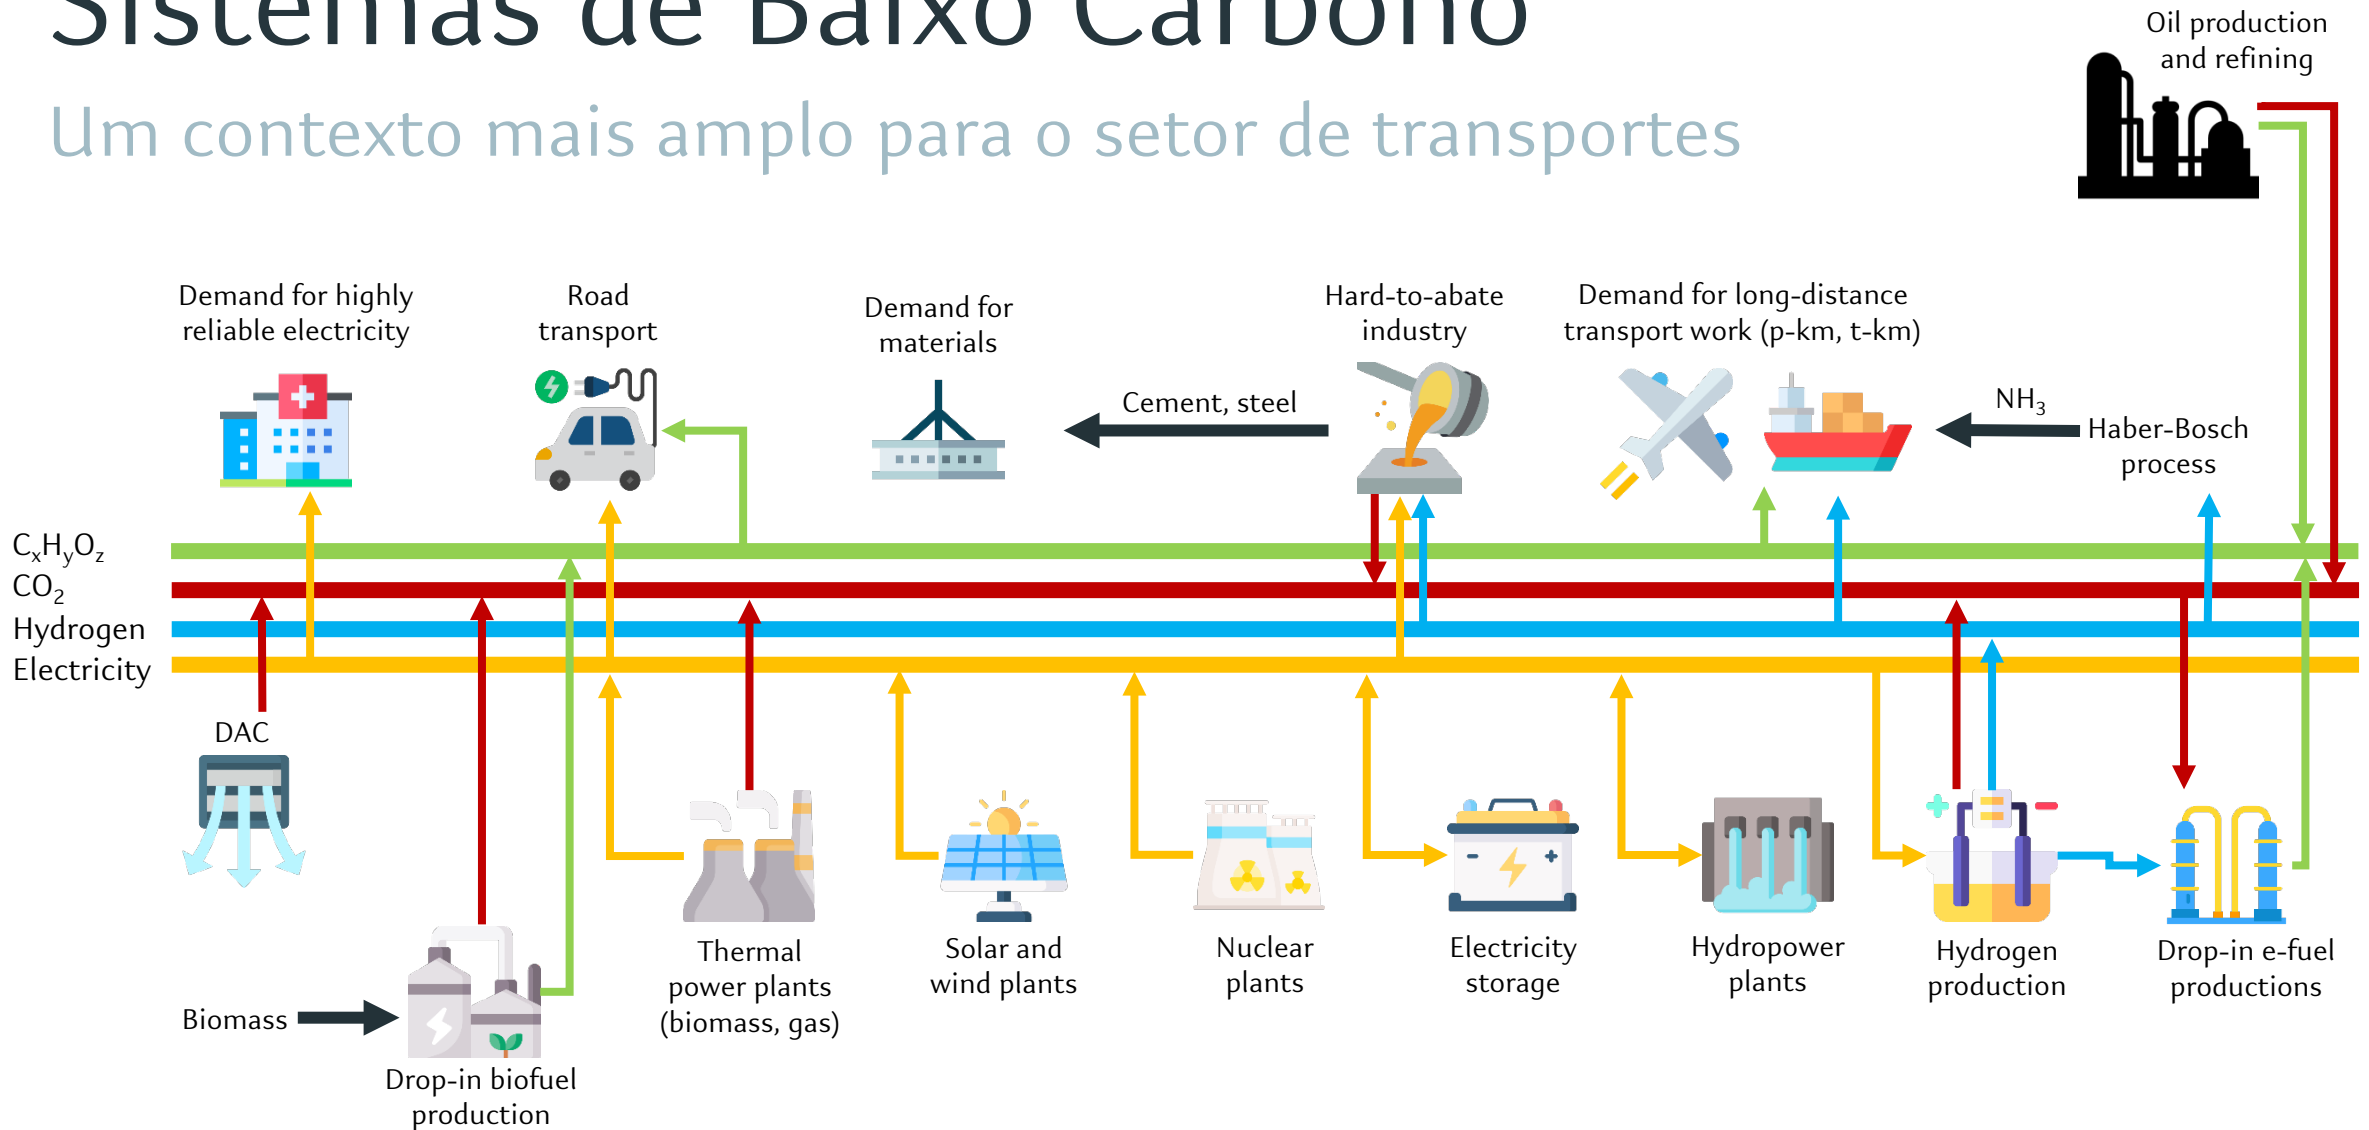 Sistemas de Baixo Carbono
Um contexto mais amplo para o setor de transportes
Oil production
and refining
Demand for highly
reliable electricity
Road
transport
Demand for
materials
Cement, steel
Hard-to-abate
industry
Demand for long-distance
transport work (p-km, t-km)
NH₃
Haber-Bosch
process
CₓHᵧO₂
CO₂
Hydrogen
Electricity
DAC
Biomass
Drop-in biofuel
production
Thermal
power plants
(biomass, gas)
Solar and
wind plants
Nuclear
plants
Electricity
storage
Hydropower
plants
Hydrogen
production
Drop-in e-fuel
productions